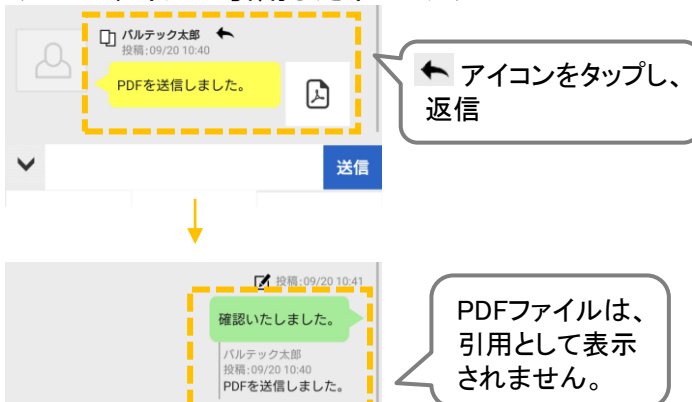 パルテック太郎
投稿:09/20 10:40
PDFを送信しました。
アイコンをタップし、
返信
送信
投稿:09/20 10:41
確認いたしました。
パルテック太郎
投稿:09/20 10:40
PDFを送信しました。
PDFファイルは、
引用として表示
されません。